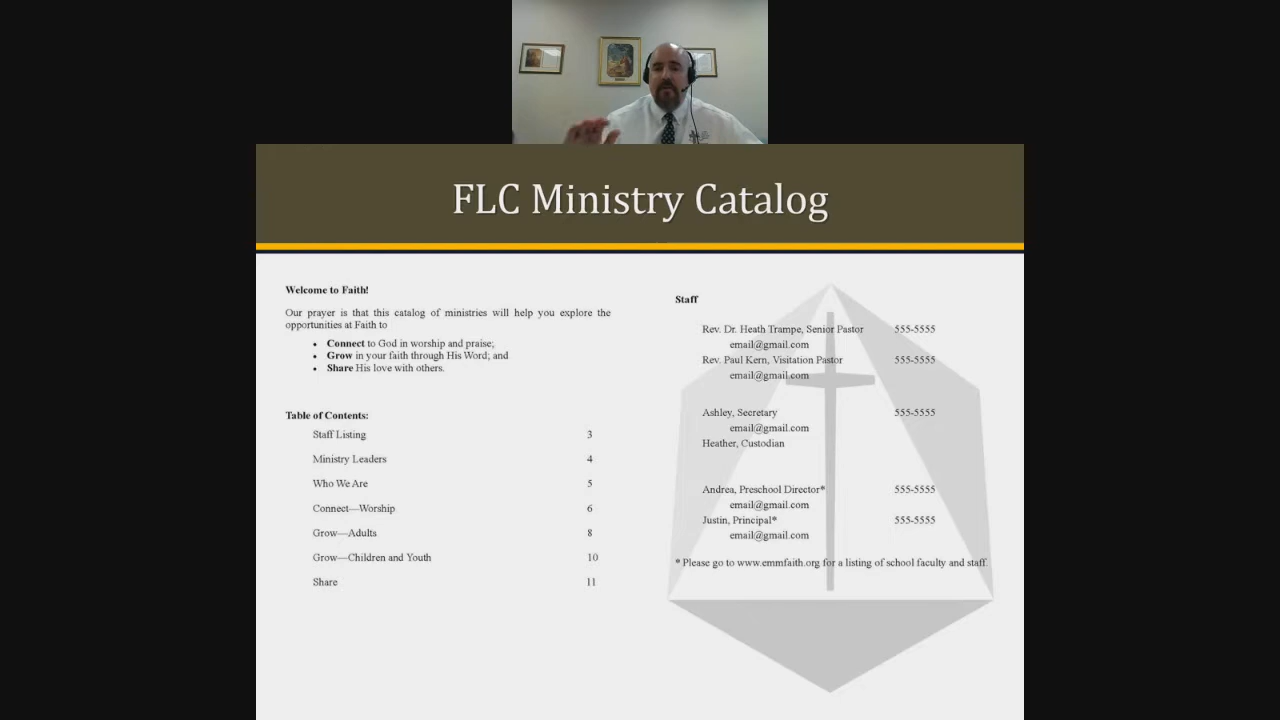 FLC Ministry Catalog
Welcome to Faith!
Our prayer is that this catalog of ministries will help you explore the
opportunities at Faith to
• Connect to God in worship and praise;
• Grow in your faith through His Word; and
• Share His love with others.
Table of Contents:
Staff Listing 3
Ministry Leaders 4
Who We Are 5
Connect—Worship 6
Grow—Adults 8
Grow—Children and Youth 10
Share 11
Staff
Rev. Dr. Heath Trampe, Senior Pastor 555-5555
email@gmail.com
Rev. Paul Kern, Visitation Pastor 555-5555
email@gmail.com
Ashley, Secretary 555-5555
email@gmail.com
Heather, Custodian
Andrea, Preschool Director* 555-5555
email@gmail.com
Justin, Principal* 555-5555
email@gmail.com
* Please go to www.emmfaith.org for a listing of school faculty and staff.